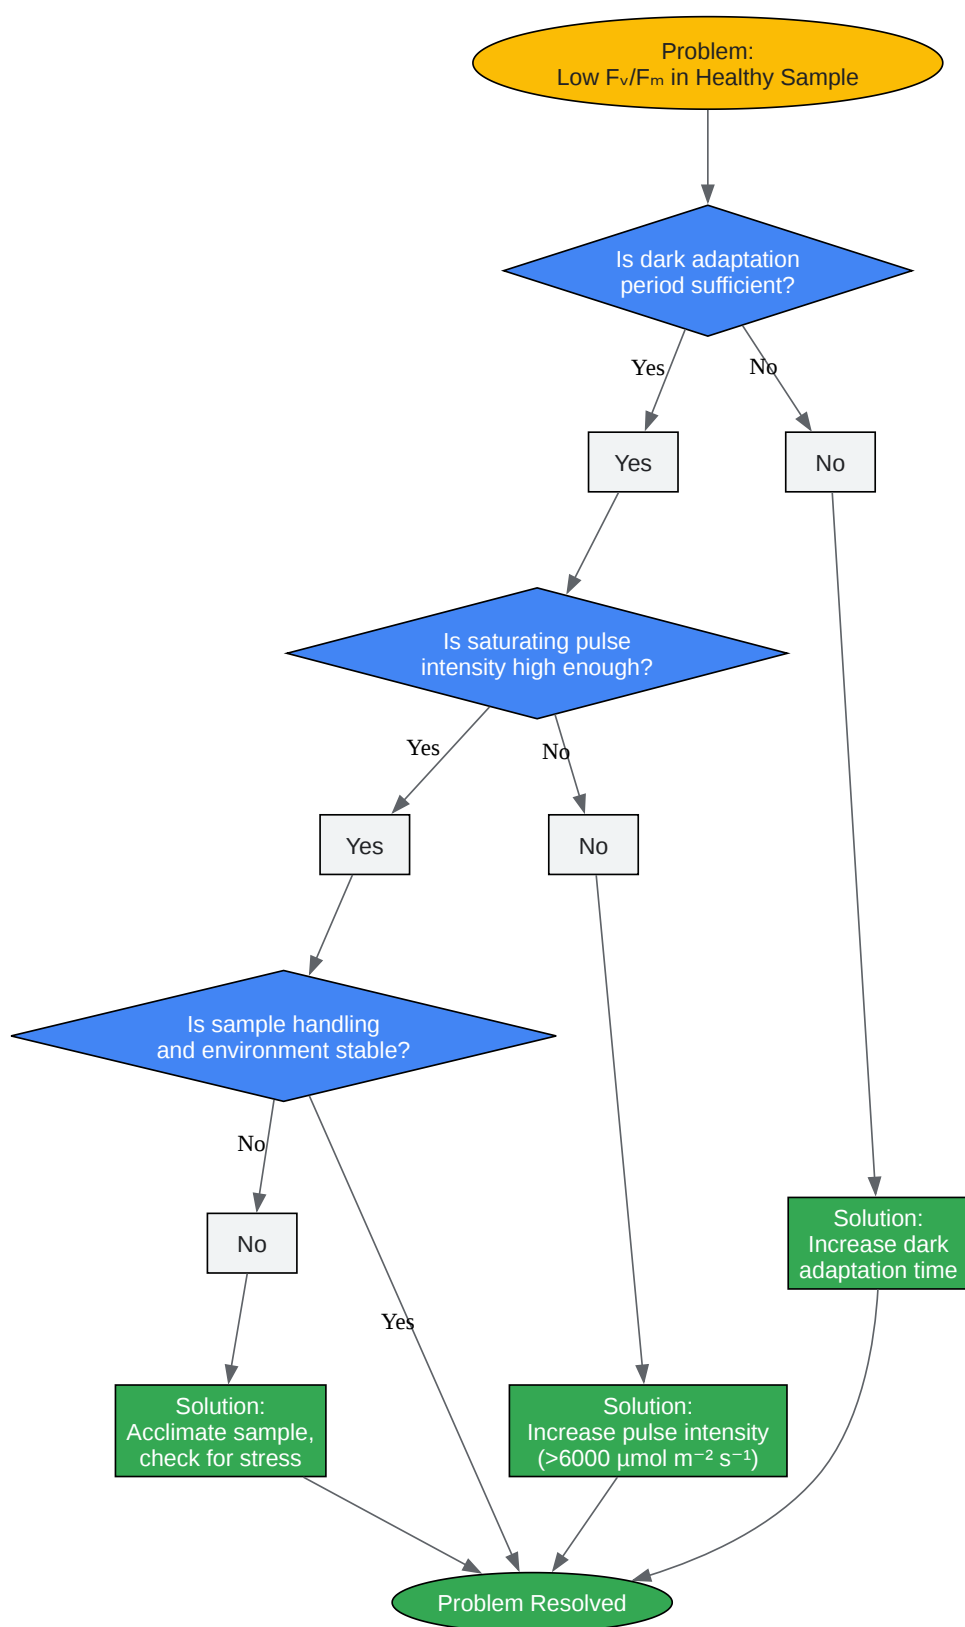 Problem:
Low Fᵥ/Fₘ in Healthy Sample
Is dark adaptation
period sufficient?
Yes
No
Yes
No
Is saturating pulse
intensity high enough?
Yes
No
Yes
No
Is sample handling
and environment stable?
No
No
Solution:
Increase dark
adaptation time
Yes
Solution:
Acclimate sample,
check for stress
Solution:
Increase pulse intensity
(>6000 µmol m⁻² s⁻¹)
Problem Resolved